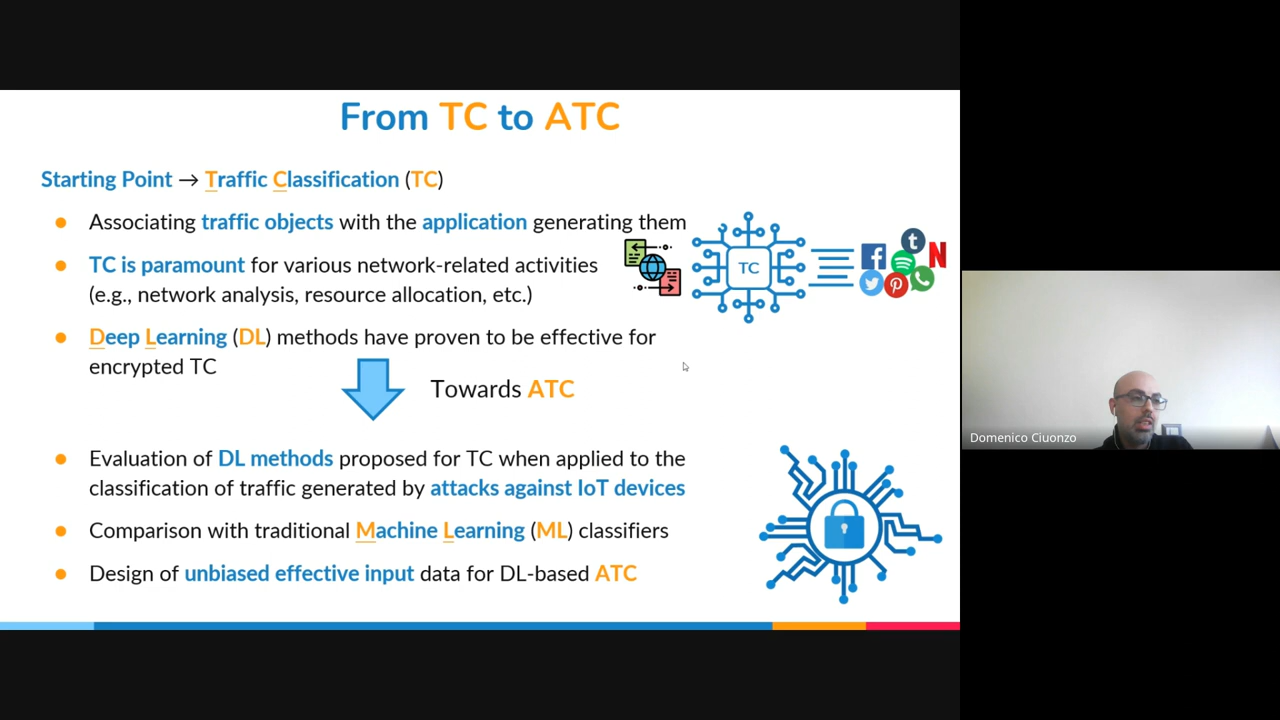 From TC to ATC
Starting Point → Traffic Classification (TC)
● Associating traffic objects with the application generating them
● TC is paramount for various network-related activities
(e.g., network analysis, resource allocation, etc.)
● Deep Learning (DL) methods have proven to be effective for
encrypted TC
TC
Towards ATC
● Evaluation of DL methods proposed for TC when applied to the
classification of traffic generated by attacks against IoT devices
● Comparison with traditional Machine Learning (ML) classifiers
● Design of unbiased effective input data for DL-based ATC
Domenico Ciuonzo